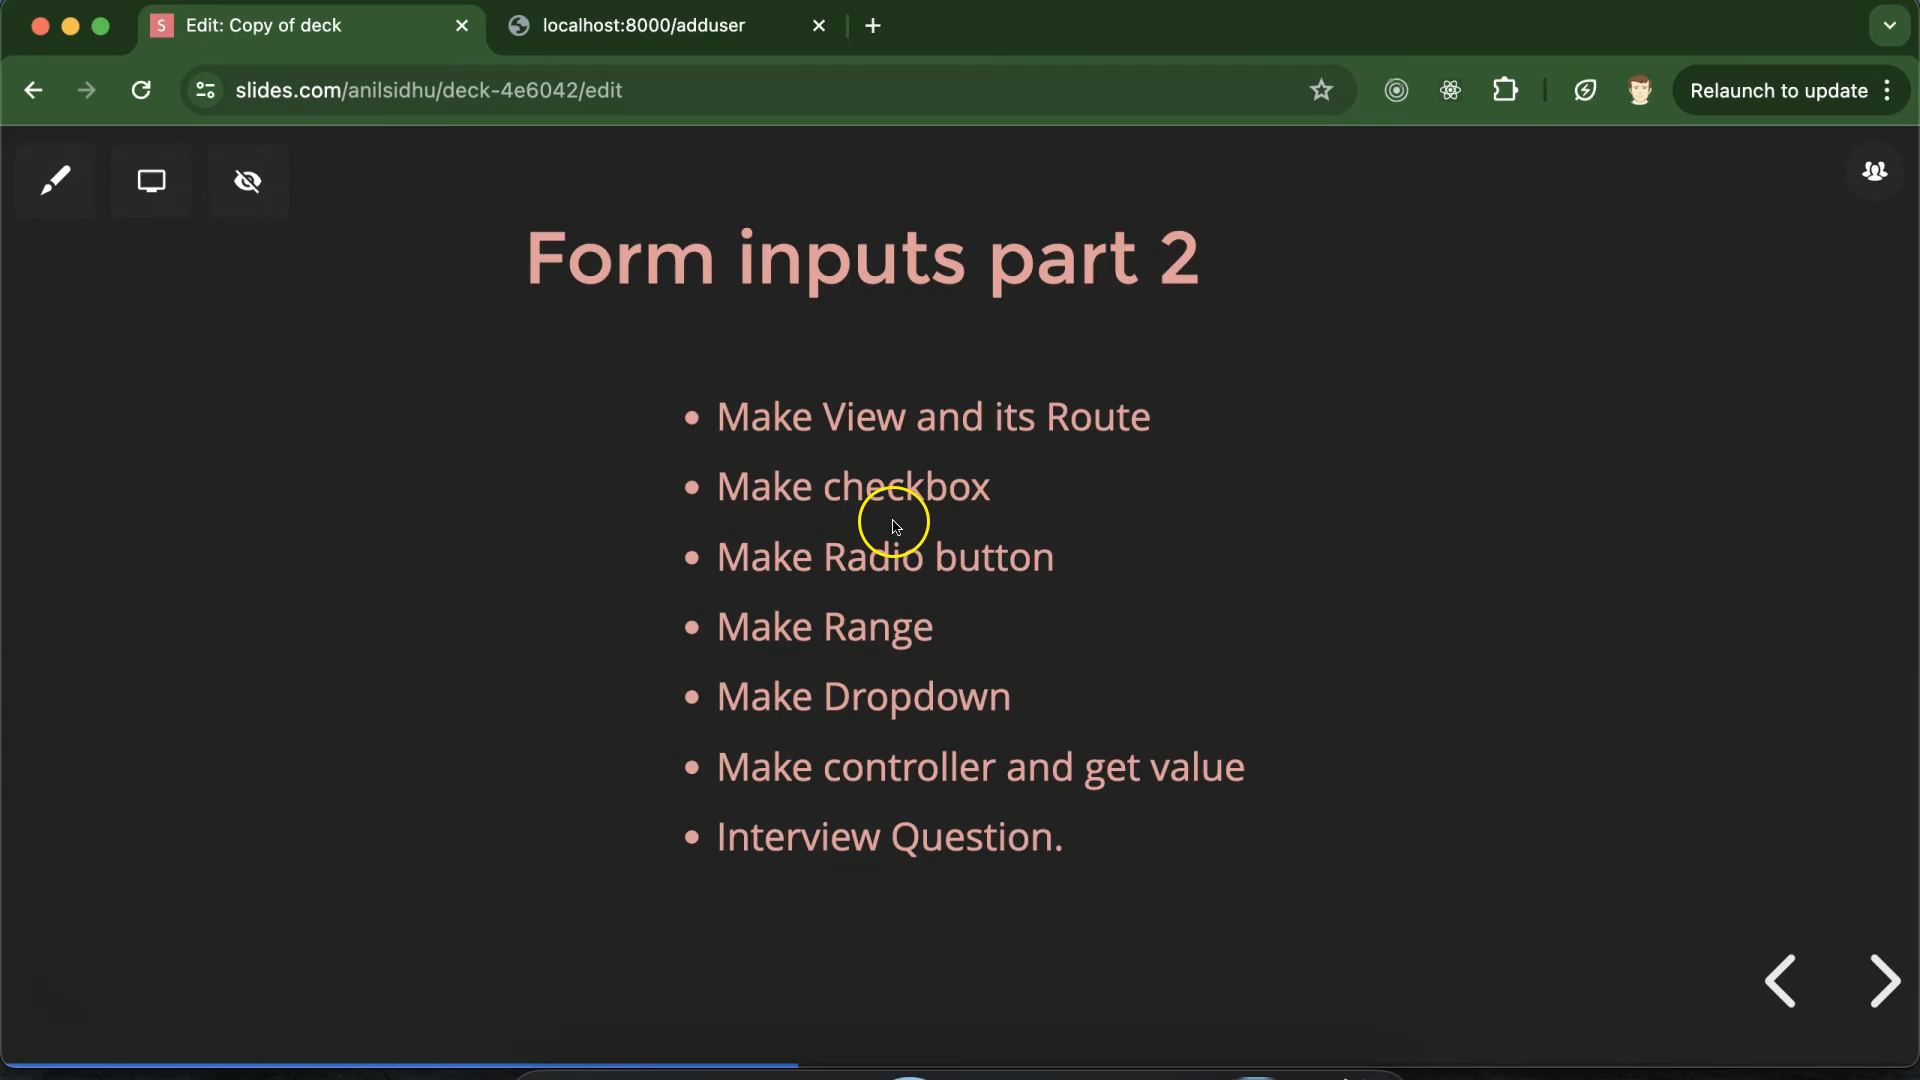 S Edit: Copy of deck
localhost:8000/adduser
slides.com/anilsidhu/deck-4e6042/edit
Relaunch to update
Form inputs part 2
• Make View and its Route
• Make checkbox
• Make Radio button
• Make Range
• Make Dropdown
• Make controller and get value
• Interview Question.